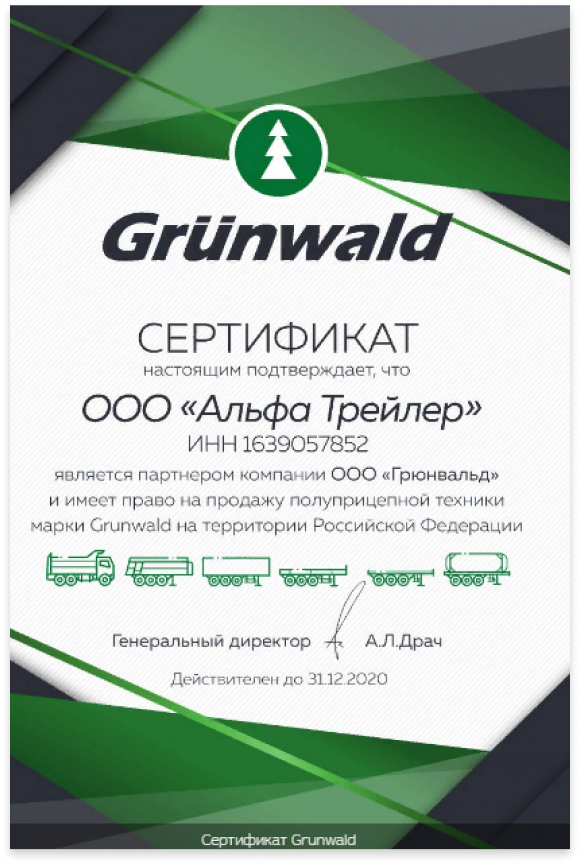 Grünwald
СЕРТИФИКАТ
настоящим подтверждает, что
ООО «Альфа Трейлер»
ИНН 1639057852
является партнером компании ООО «Грюнвальд»
и имеет право на продажу полуприцепной техники
марки Grunwald на территории Российской Федерации
Генеральный директор А.Л.Драч
Действителен до 31.12.2020
Сертификат Grunwald